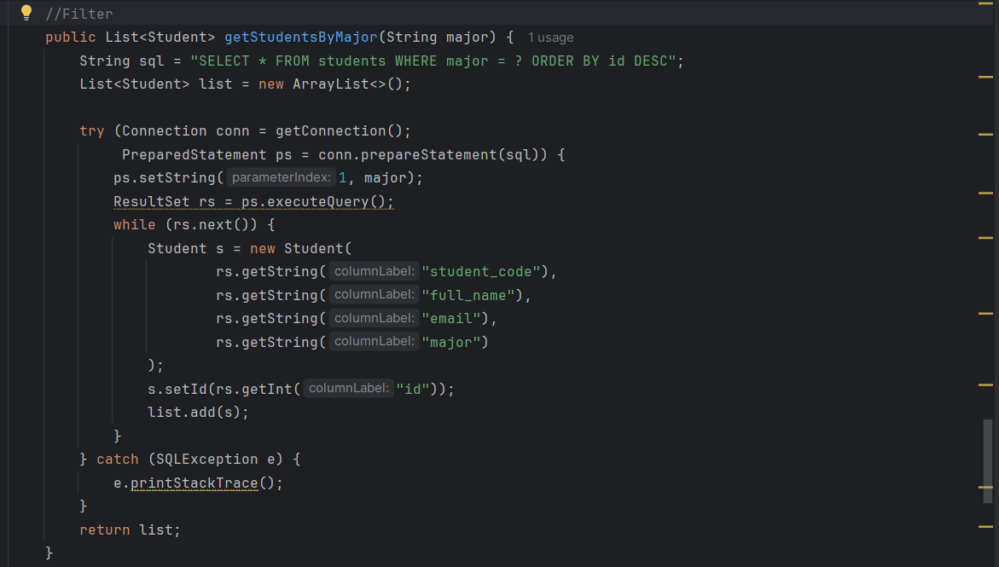 //Filter
public List<Student> getStudentsByMajor(String major) { 1 usage
String sql = "SELECT * FROM students WHERE major = ? ORDER BY id DESC";
List<Student> list = new ArrayList<>();
try (Connection conn = getConnection();
PreparedStatement ps = conn.prepareStatement(sql)) {
ps.setString( parameterIndex: 1, major);
ResultSet rs = ps.executeQuery();
while (rs.next()) {
Student s = new Student(
rs.getString( columnLabel: "student_code"),
rs.getString( columnLabel: "full_name"),
rs.getString( columnLabel: "email"),
rs.getString( columnLabel: "major")
);
s.setId(rs.getInt( columnLabel: "id"));
list.add(s);
}
} catch (SQLException e) {
e.printStackTrace();
}
return list;
}